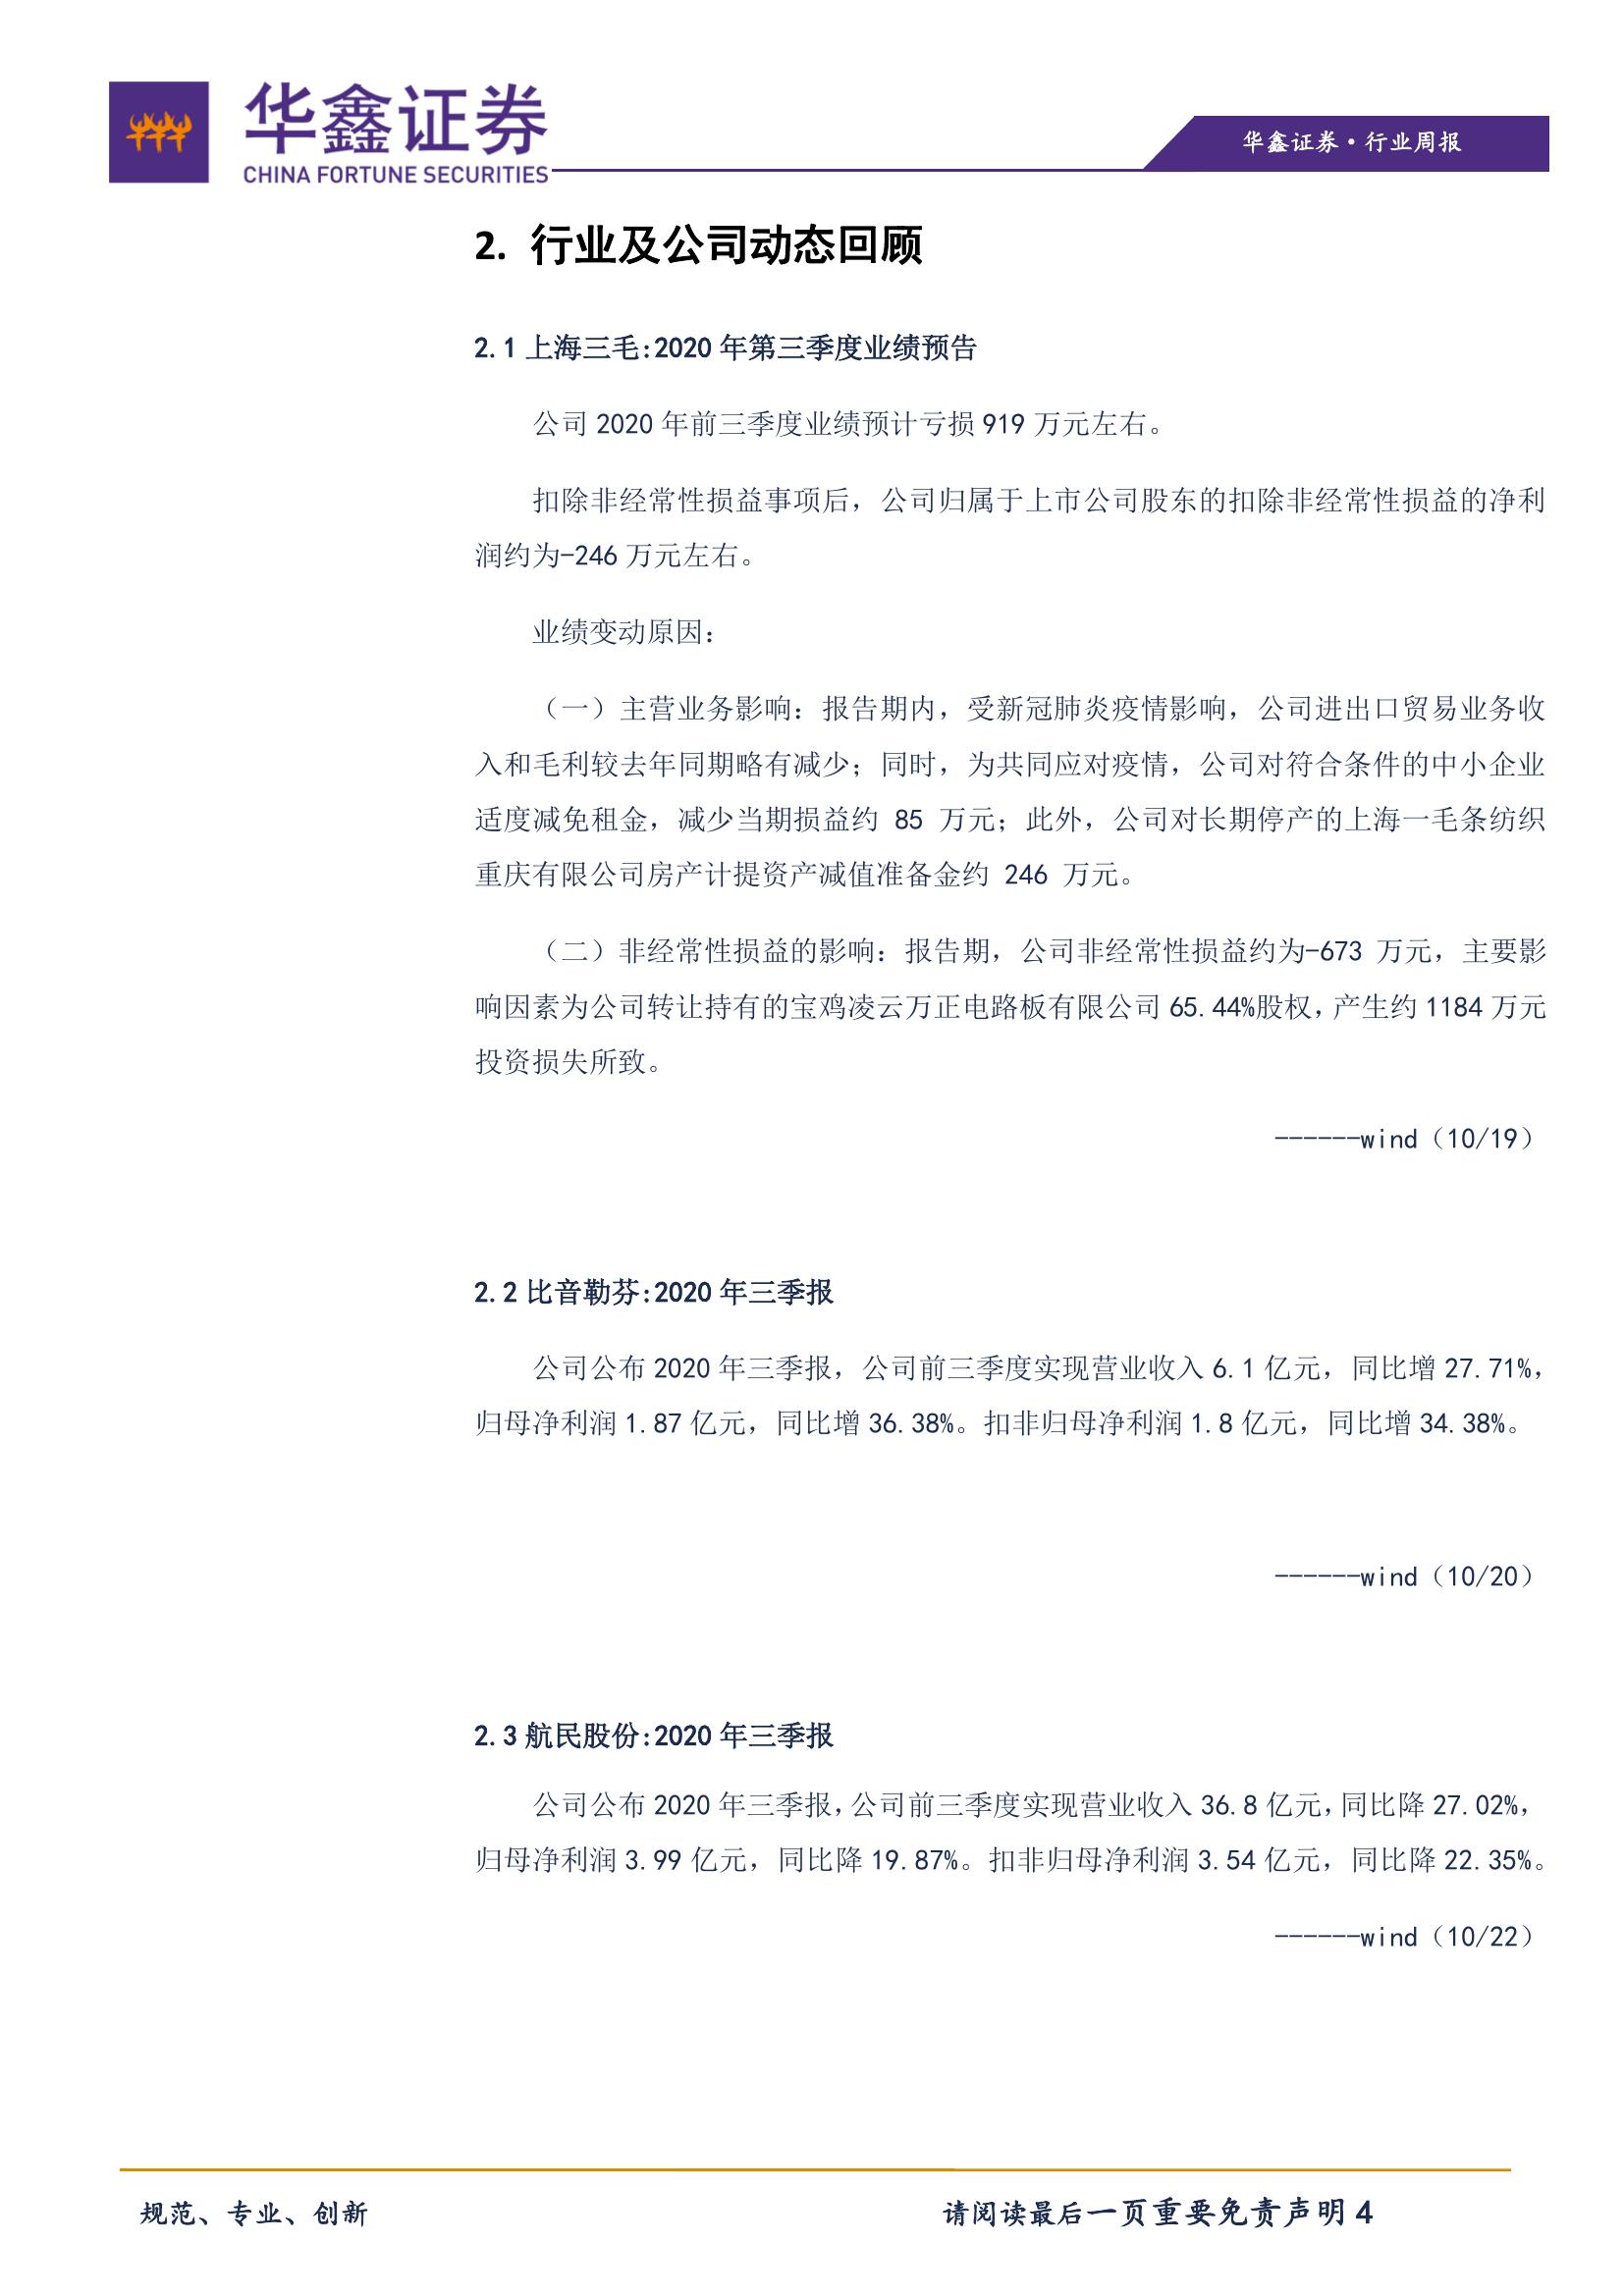 华鑫证券
CHINA FORTUNE SECURITIES
华鑫证券·行业周报
2. 行业及公司动态回顾
2.1 上海三毛:2020 年第三季度业绩预告
公司 2020 年前三季度业绩预计亏损 919 万元左右。
扣除非经常性损益事项后，公司归属于上市公司股东的扣除非经常性损益的净利
润约为-246 万元左右。
业绩变动原因：
（一）主营业务影响：报告期内，受新冠肺炎疫情影响，公司进出口贸易业务收
入和毛利较去年同期略有减少；同时，为共同应对疫情，公司对符合条件的中小企业
适度减免租金，减少当期损益约 85 万元；此外，公司对长期停产的上海一毛条纺织
重庆有限公司房产计提资产减值准备金约 246 万元。
（二）非经常性损益的影响：报告期，公司非经常性损益约为-673 万元，主要影
响因素为公司转让持有的宝鸡凌云万正电路板有限公司 65.44%股权，产生约 1184 万元
投资损失所致。
------wind（10/19）
2.2 比音勒芬:2020 年三季报
公司公布 2020 年三季报，公司前三季度实现营业收入 6.1 亿元，同比增 27.71%，
归母净利润 1.87 亿元，同比增 36.38%。扣非归母净利润 1.8 亿元，同比增 34.38%。
------wind（10/20）
2.3 航民股份:2020 年三季报
公司公布 2020 年三季报，公司前三季度实现营业收入 36.8 亿元，同比降 27.02%，
归母净利润 3.99 亿元，同比降 19.87%。扣非归母净利润 3.54 亿元，同比降 22.35%。
------wind（10/22）
规范、专业、创新
请阅读最后一页重要免责声明 4